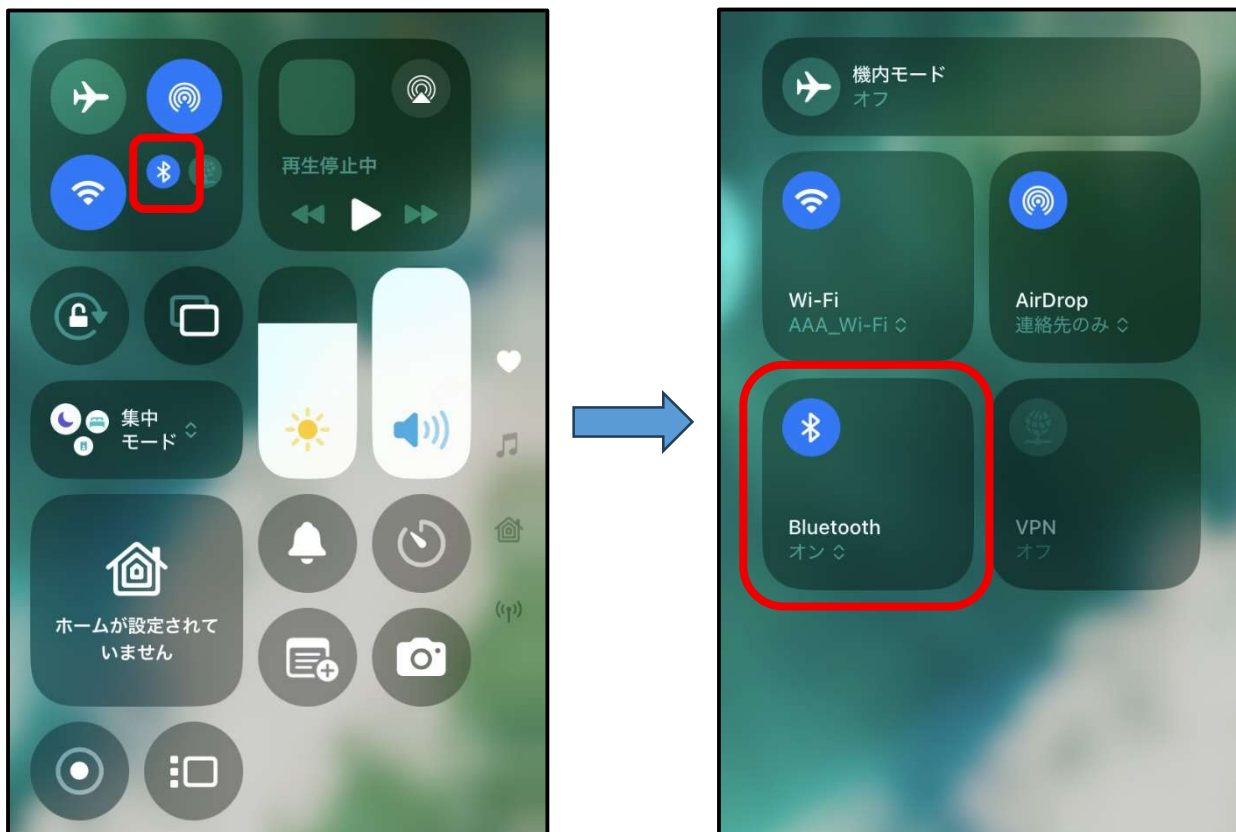 再生停止中
集中
モード
ホームが設定されて
いません
機内モード
オフ
Wi-Fi
AAA_Wi-Fi
AirDrop
連絡先のみ
Bluetooth
オン
VPN
オフ